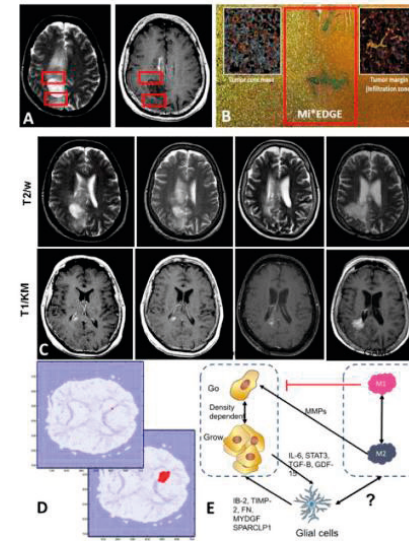 A
Tumor core mass
B
Mi*EDGE
Tumor margin
(infiltration zone)
T2/w
T1/KM
C
D
E
Go
Density
dependent
Grow
M1
MMPs
M2
IL-6, STAT3,
TGF-B, GDF-
15
IB-2, TIMP-
2, FN,
MYDGF
SPARCLP1
?
Glial cells